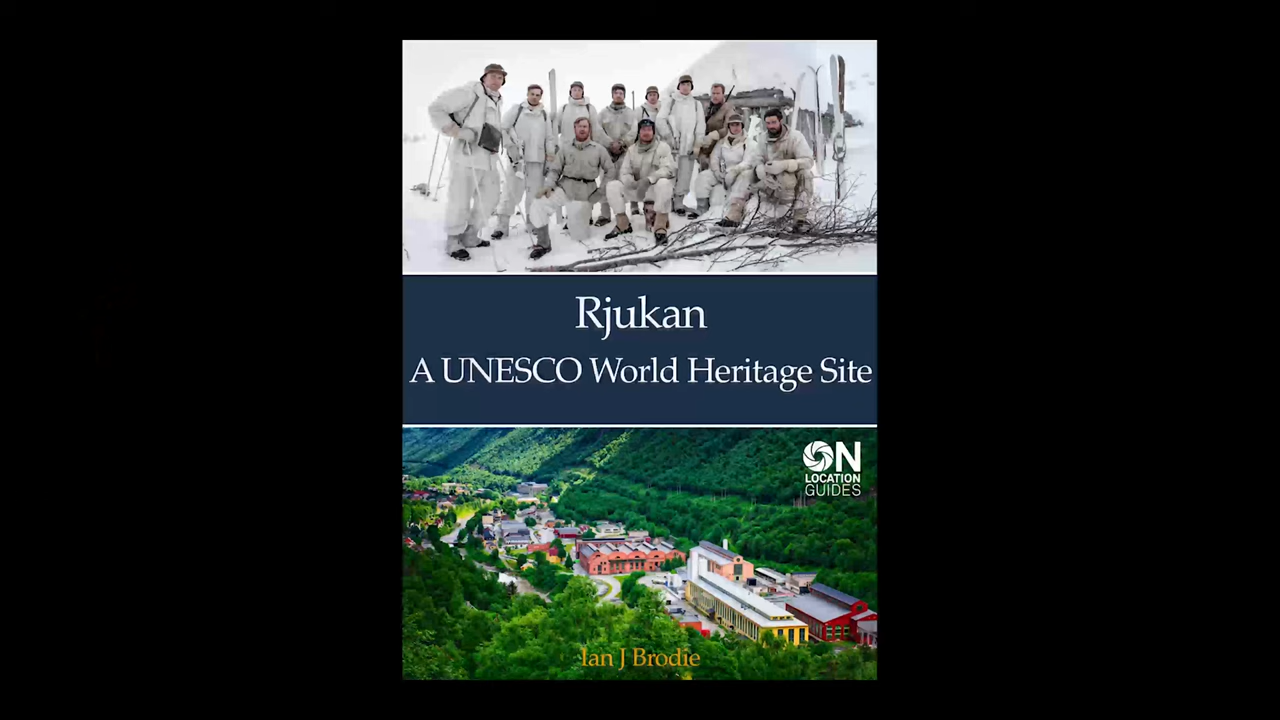 Rjukan
A UNESCO World Heritage Site
ON
LOCATION
GUIDES
Ian J Brodie